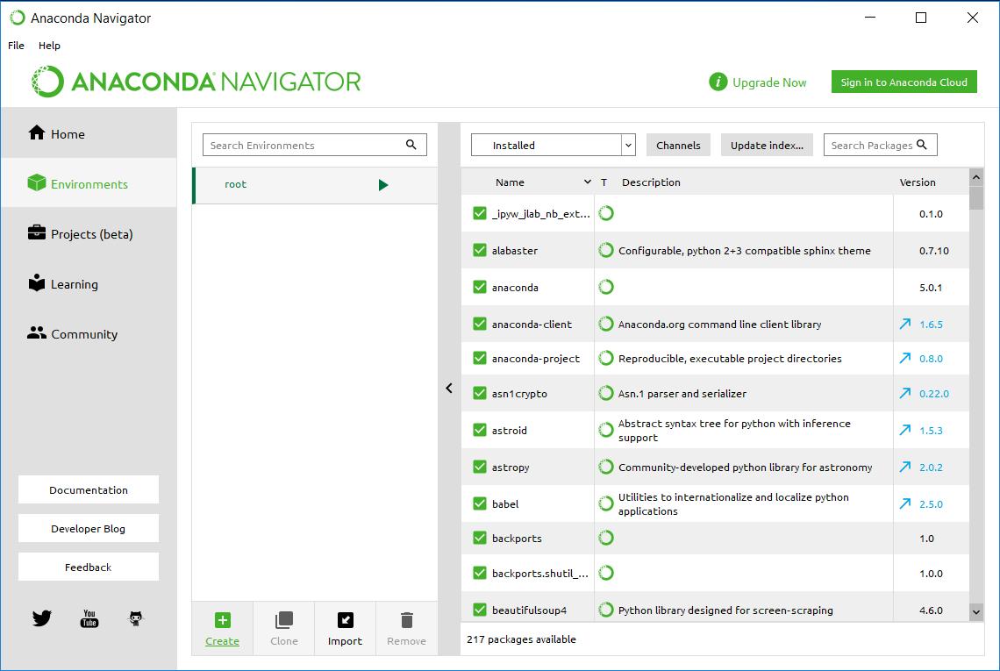 Anaconda Navigator
File Help
ANACONDA NAVIGATOR
i Upgrade Now
Sign in to Anaconda Cloud
Home
Environments
Projects (beta)
Learning
Community
Documentation
Developer Blog
Feedback
You
Tube
Search Environments
root
Create
Clone
Import
Remove
Installed
Channels
Update index...
Search Packages
Name T Description Version
_ipyw_jlab_nb_ext... 0.1.0
alabaster Configurable, python 2+3 compatible sphinx theme 0.7.10
anaconda 5.0.1
anaconda-client Anaconda.org command line client library 1.6.5
anaconda-project Reproducible, executable project directories 0.8.0
asn1crypto Asn.1 parser and serializer 0.22.0
astroid Abstract syntax tree for python with inference
support 1.5.3
astropy Community-developed python library for astronomy 2.0.2
babel Utilities to internationalize and localize python
applications 2.5.0
backports 1.0
backports.shutil_... 1.0.0
beautifulsoup4 Python library designed for screen-scraping 4.6.0
217 packages available